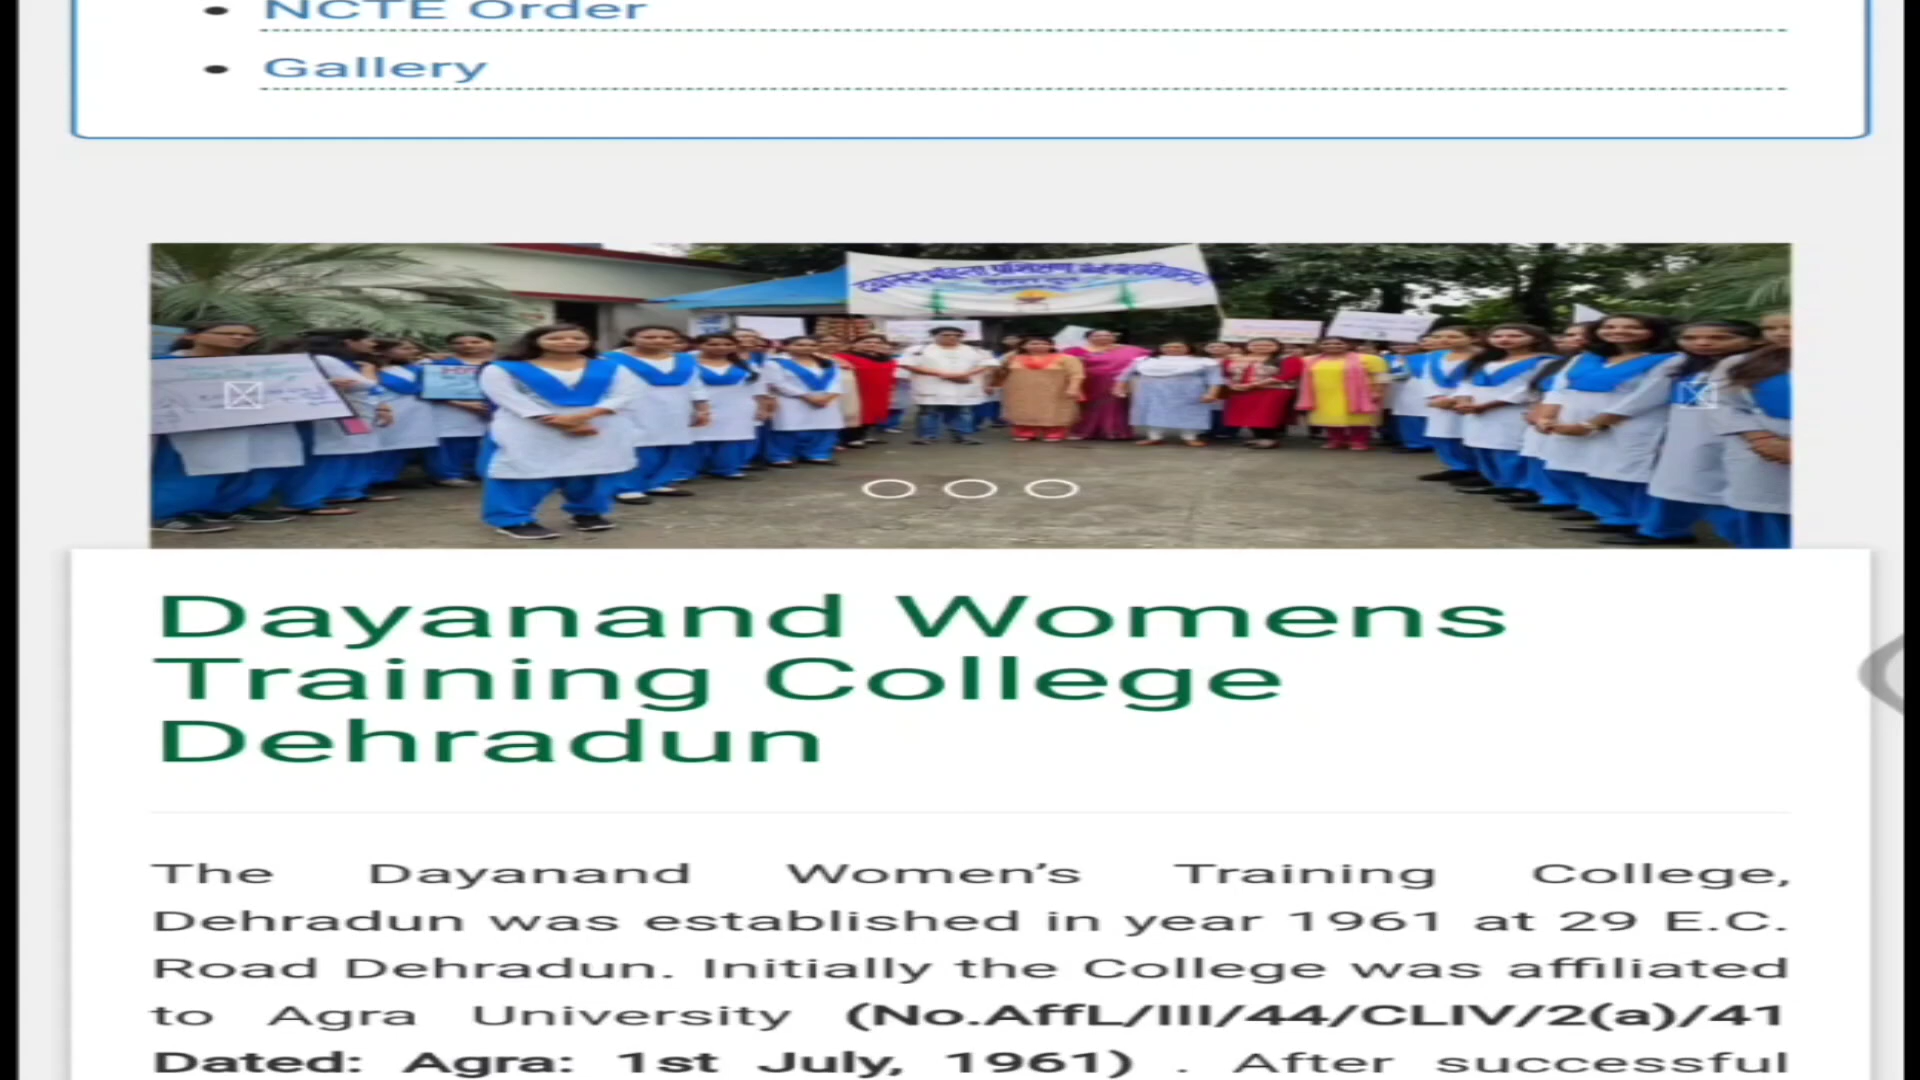 NCTE Order
Gallery
Dayanand Womens
Training College
Dehradun
The Dayanand Women’s Training College,
Dehradun was established in year 1961 at 29 E.C.
Road Dehradun. Initially the College was affiliated
to Agra University (No.AffL/III/44/CLIV/2(a)/41
Dated: Agra: 1st July, 1961) . After successful